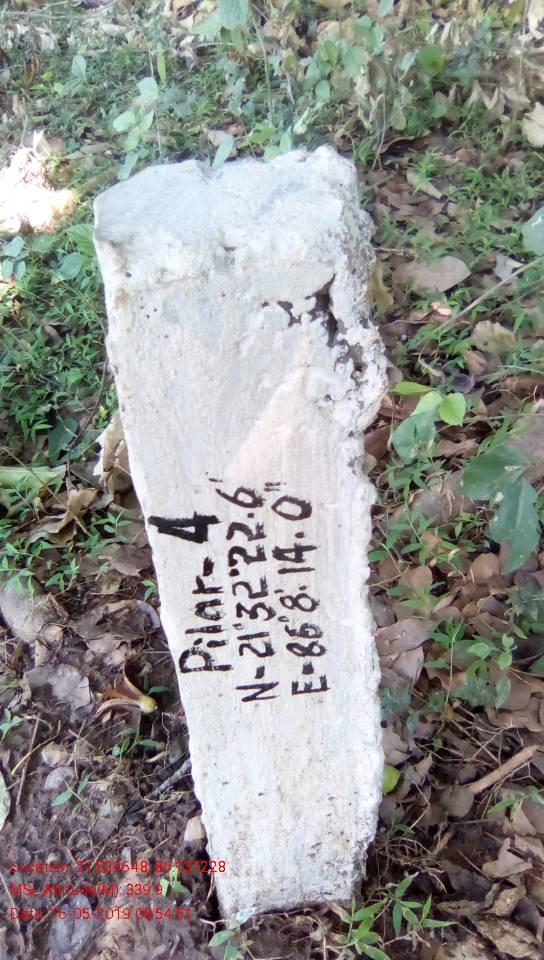 Pilar- 4
N-21°32'22.6"
E-86°8'14.0"
Location: 21.539648, 86.137228
MSL Altitude(M): 339.9
Date: 16-05-2019 09:54:51